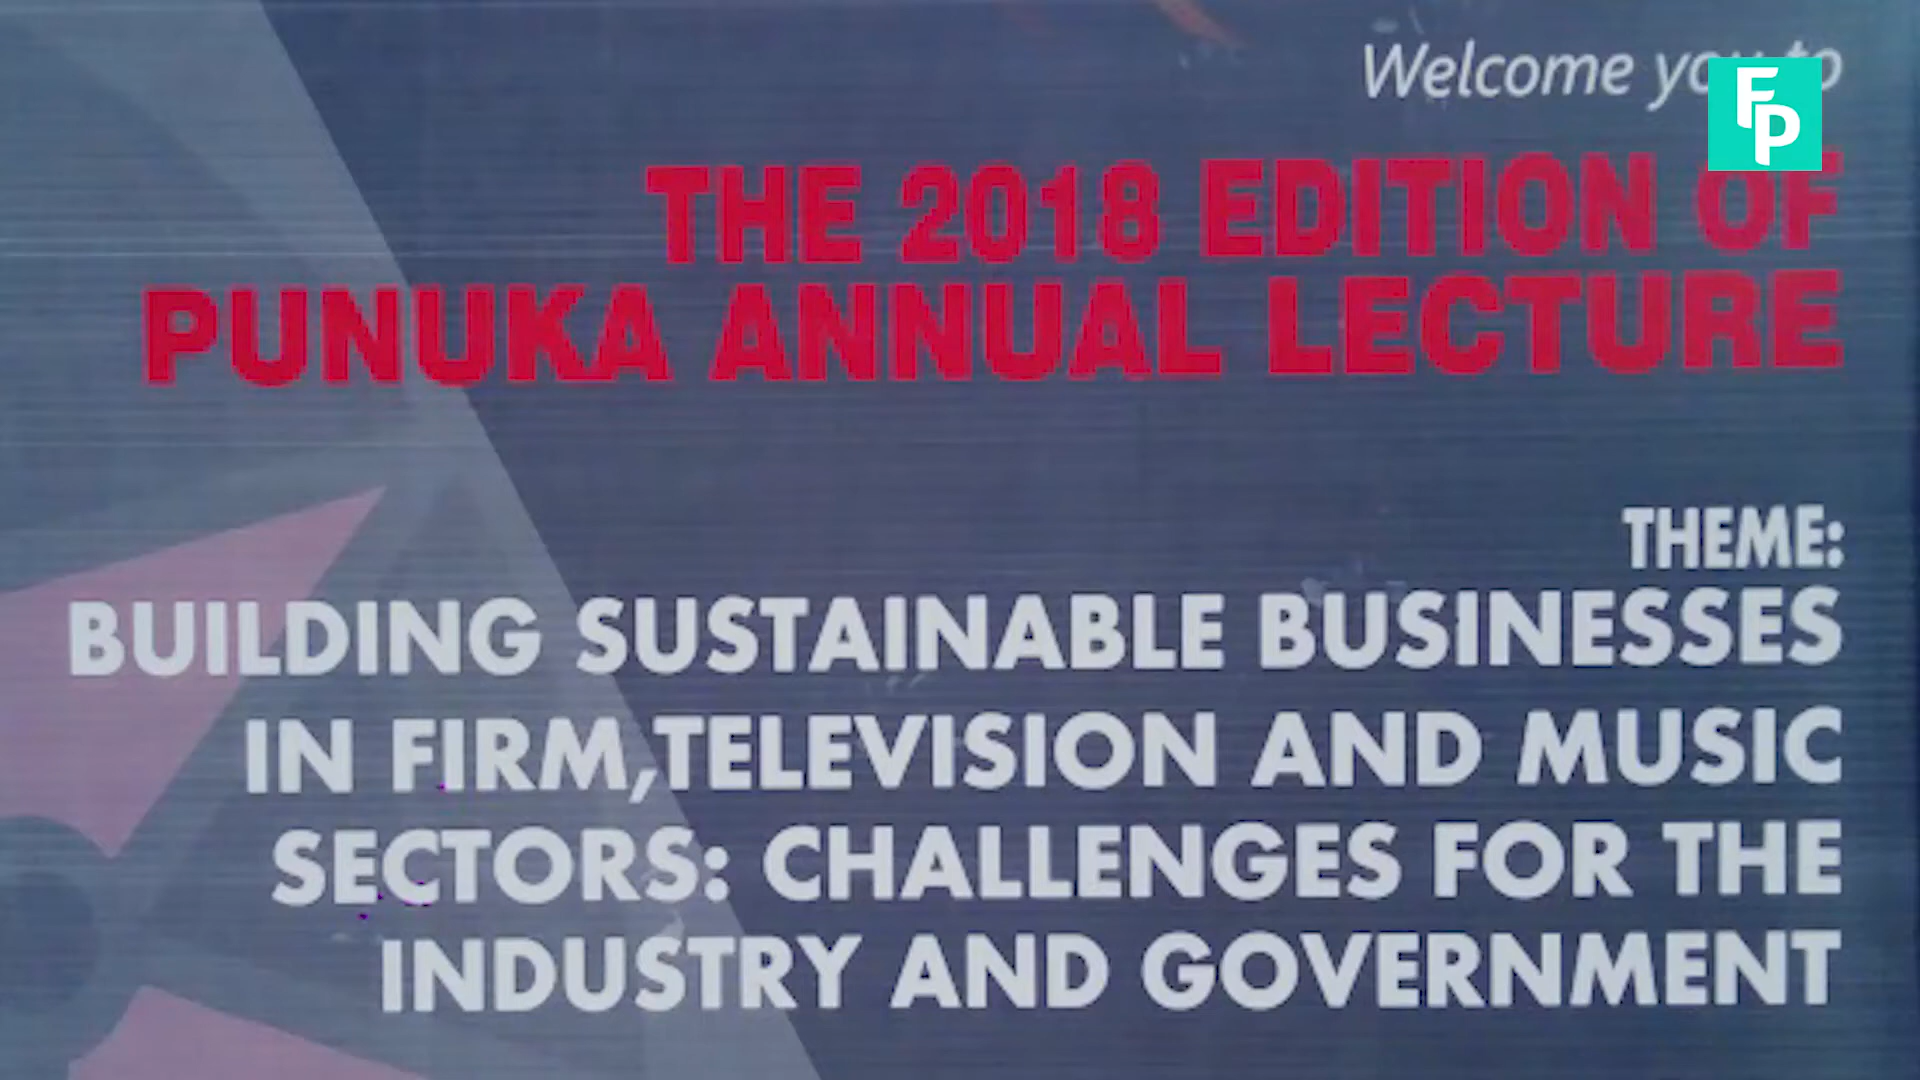 Welcome you to
FP
THE 2018 EDITION OF
PUNUKA ANNUAL LECTURE
THEME:
BUILDING SUSTAINABLE BUSINESSES
IN FIRM,TELEVISION AND MUSIC
SECTORS: CHALLENGES FOR THE
INDUSTRY AND GOVERNMENT